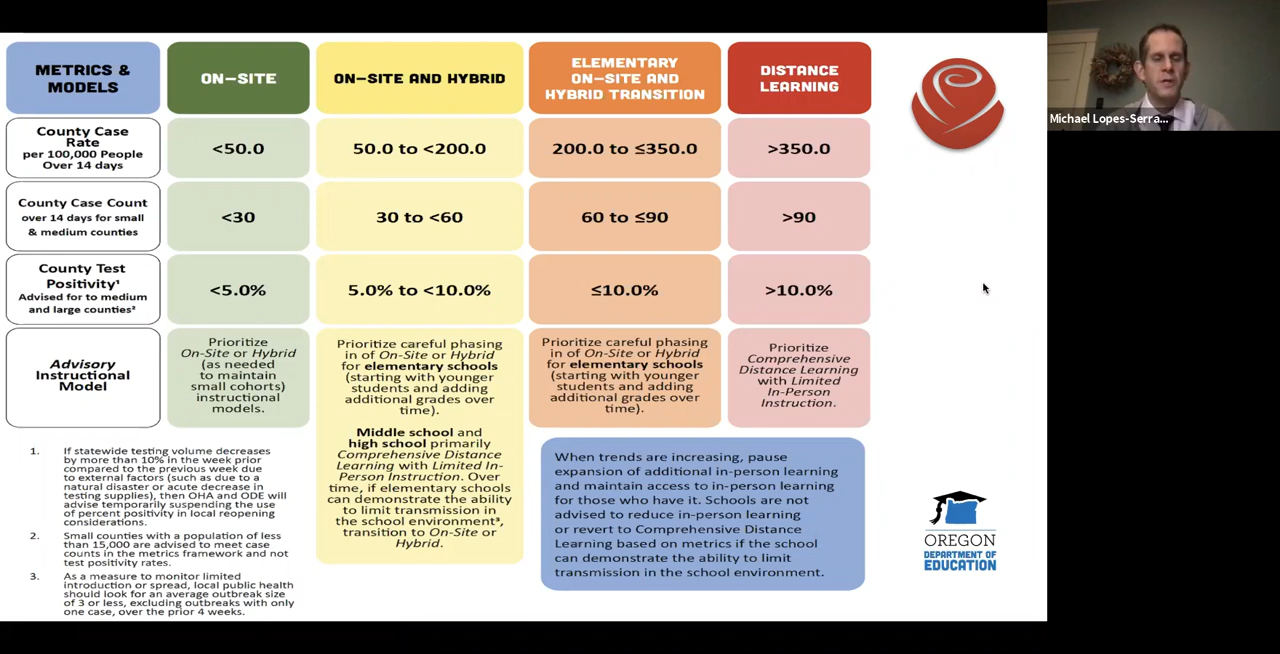 METRICS &
MODELS
ON-SITE
ON-SITE AND HYBRID
ELEMENTARY
ON-SITE AND
HYBRID TRANSITION
DISTANCE
LEARNING
County Case
Rate
per 100,000 People
Over 14 days
<50.0
50.0 to <200.0
200.0 to ≤350.0
>350.0
County Case Count
over 14 days for small
& medium counties
<30
30 to <60
60 to ≤90
>90
County Test
Positivity¹
Advised for to medium
and large counties²
<5.0%
5.0% to <10.0%
≤10.0%
>10.0%
Advisory
Instructional
Model
Prioritize
On-Site or Hybrid
(as needed
to maintain
small cohorts)
instructional
models.
Prioritize careful phasing
in of On-Site or Hybrid
for elementary schools
(starting with younger
students and adding
additional grades over
time).
Middle school and
high school primarily
Comprehensive Distance
Learning with Limited In-
Person Instruction. Over
time, if elementary schools
can demonstrate the ability
to limit transmission in
the school environment³,
transition to On-Site or
Hybrid.
Prioritize careful phasing
in of On-Site or Hybrid
for elementary schools
(starting with younger
students and adding
additional grades over
time).
Prioritize
Comprehensive
Distance Learning
with Limited
In-Person
Instruction.
1. If statewide testing volume decreases
by more than 10% in the week prior
compared to the previous week due
to external factors (such as due to a
natural disaster or acute decrease in
testing supplies), then OHA and ODE will
advise temporarily suspending the use
of percent positivity in local reopening
considerations.
2. Small counties with a population of less
than 15,000 are advised to meet case
counts in the metrics framework and not
test positivity rates.
3. As a measure to monitor limited
introduction or spread, local public health
should look for an average outbreak size
of 3 or less, excluding outbreaks with only
one case, over the prior 4 weeks.
When trends are increasing, pause
expansion of additional in-person learning
and maintain access to in-person learning
for those who have it. Schools are not
advised to reduce in-person learning
or revert to Comprehensive Distance
Learning based on metrics if the school
can demonstrate the ability to limit
transmission in the school environment.
OREGON
DEPARTMENT OF
EDUCATION
Michael Lopes-Serra...